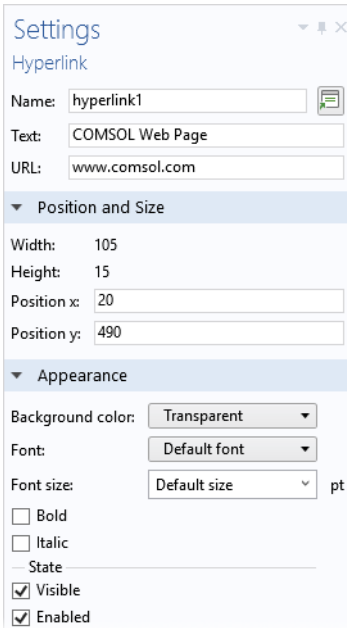 Settings
Hyperlink
Name: hyperlink1
Text: COMSOL Web Page
URL: www.comsol.com
Position and Size
Width: 105
Height: 15
Position x: 20
Position y: 490
Appearance
Background color: Transparent
Font: Default font
Font size: Default size pt
Bold
Italic
State
Visible
Enabled